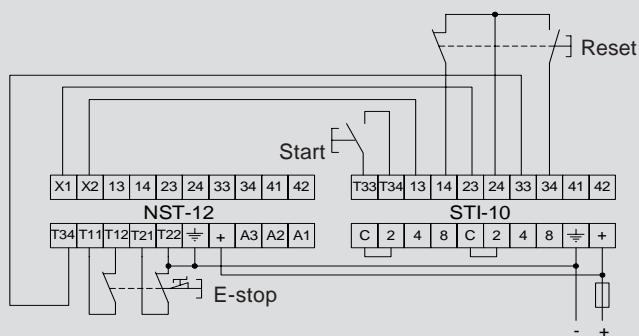 Reset
Start
X1 X2 13 14 23 24 33 34 41 42
T33 T34 13 14 23 24 33 34 41 42
NST-12
STI-10
T34 T11 T12 T21 T22 + A3 A2 A1
C 2 4 8 C 2 4 8 +
E-stop
- +